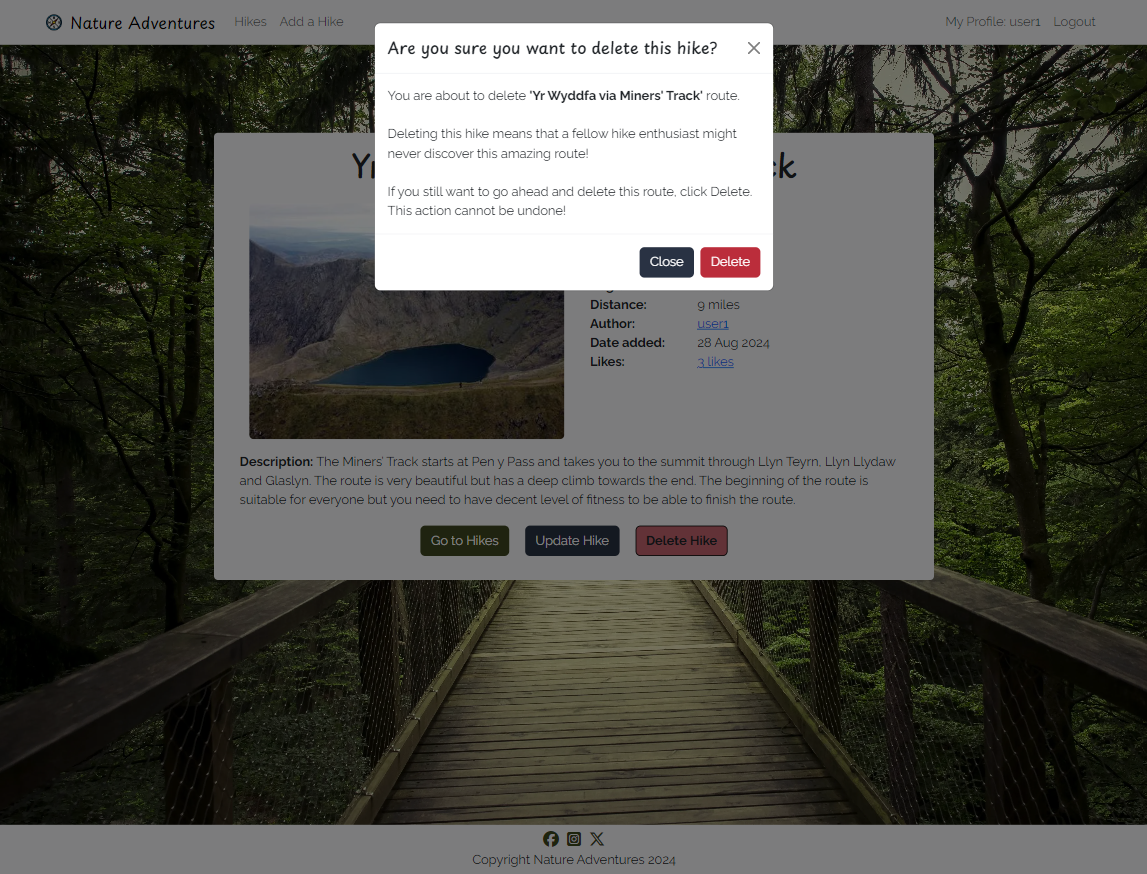 Nature Adventures Hikes Add a Hike My Profile: user1 Logout
Are you sure you want to delete this hike?
You are about to delete 'Yr Wyddfa via Miners' Track' route.
Deleting this hike means that a fellow hike enthusiast might
never discover this amazing route!
If you still want to go ahead and delete this route, click Delete.
This action cannot be undone!
Close Delete
Distance: 9 miles
Author: user1
Date added: 28 Aug 2024
Likes: 3 likes
Description: The Miners' Track starts at Pen y Pass and takes you to the summit through Llyn Teyrn, Llyn Llydaw
and Glaslyn. The route is very beautiful but has a deep climb towards the end. The beginning of the route is
suitable for everyone but you need to have decent level of fitness to be able to finish the route.
Go to Hikes Update Hike Delete Hike
Copyright Nature Adventures 2024